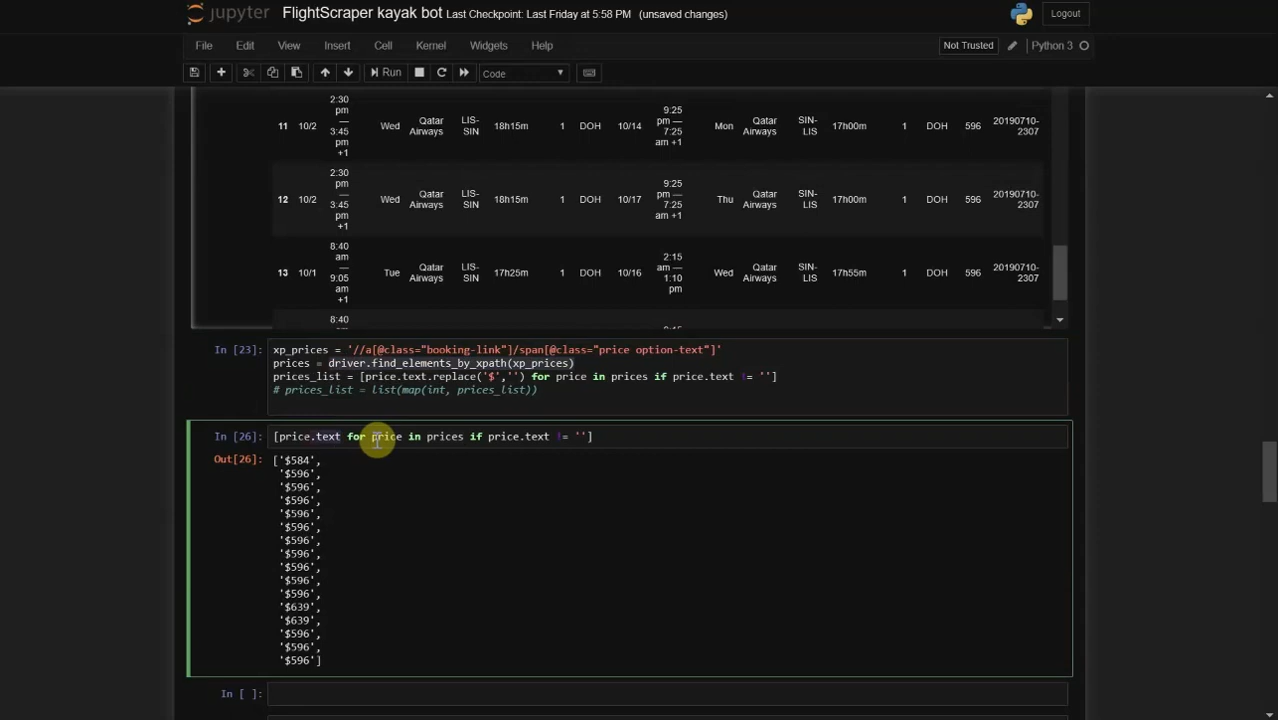 jupyter FlightScraper kayak bot Last Checkpoint: Last Friday at 5:58 PM (unsaved changes) Logout
File Edit View Insert Cell Kernel Widgets Help Not Trusted Python 3
Run Code
2:30
pm
—
11 10/2 3:45 Wed Qatar Airways LIS-SIN 18h15m 1 DOH 10/14 9:25 pm — 7:25 am +1 Mon Qatar Airways SIN-LIS 17h00m 1 DOH 596 20190710-2307
pm
+1
2:30
pm
—
12 10/2 3:45 Wed Qatar Airways LIS-SIN 18h15m 1 DOH 10/17 9:25 pm — 7:25 am +1 Thu Qatar Airways SIN-LIS 17h00m 1 DOH 596 20190710-2307
pm
+1
8:40
am
—
13 10/1 9:05 Tue Qatar Airways LIS-SIN 17h25m 1 DOH 10/16 2:15 am — 1:10 pm Wed Qatar Airways SIN-LIS 17h55m 1 DOH 596 20190710-2307
am
+1
8:40
In [23]: xp_prices = '//a[@class="booking-link"]/span[@class="price option-text"]'
prices = driver.find_elements_by_xpath(xp_prices)
prices_list = [price.text.replace('$','') for price in prices if price.text != '']
# prices_list = list(map(int, prices_list))
In [26]: [price.text for price in prices if price.text != '']
Out[26]: ['$584',
'$596',
'$596',
'$596',
'$596',
'$596',
'$596',
'$596',
'$596',
'$596',
'$596',
'$639',
'$639',
'$596',
'$596',
'$596']
In [ ]: